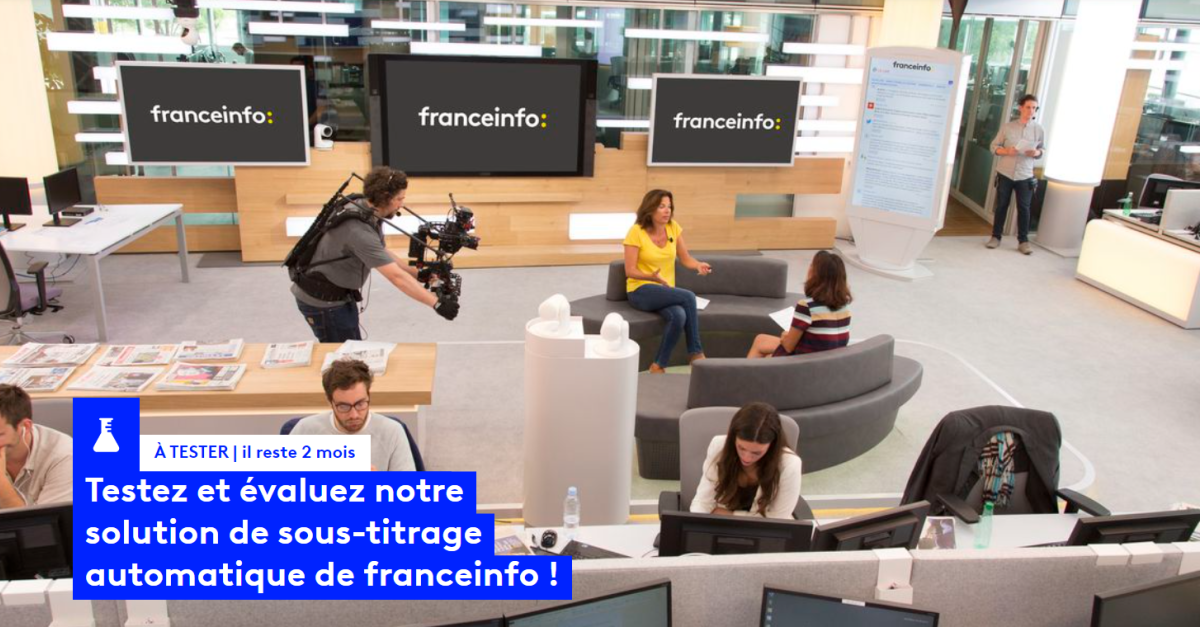 franceinfo:
franceinfo:
franceinfo:
franceinfo
À TESTER | il reste 2 mois
Testez et évaluez notre
solution de sous-titrage
automatique de franceinfo !